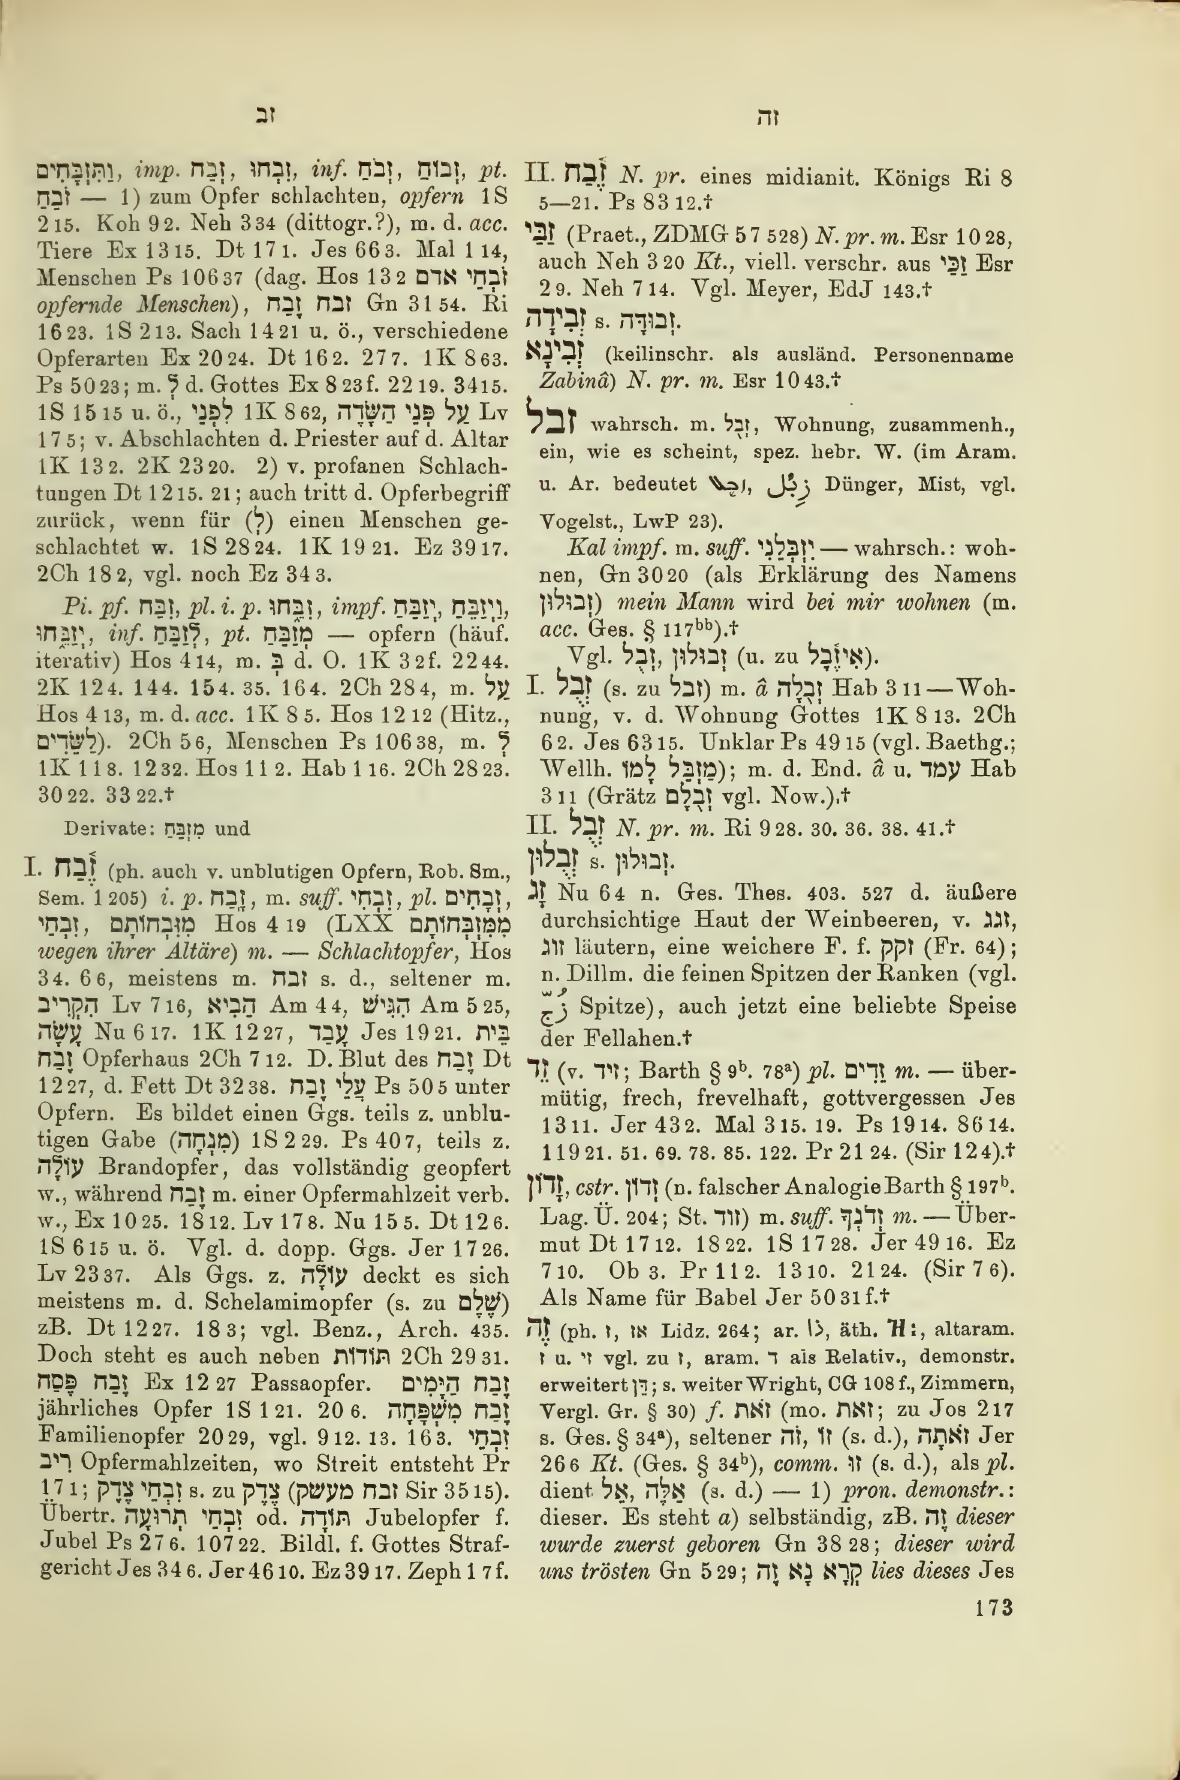 זב
זה
וַתִּזְבָּחִים, imp. זְבַח, זִבְחוּ, inf. זְבֹחַ, זְבוֹחַ, pt.
זֹבֵחַ — 1) zum Opfer schlachten, opfern 1S
2 15. Koh 9 2. Neh 3 34 (dittogr.?), m. d. acc.
Tiere Ex 13 15. Dt 17 1. Jes 66 3. Mal 1 14,
Menschen Ps 106 37 (dag. Hos 13 2 זֹבְחֵי אדם
opfernde Menschen), זבח זֶבַח Gn 31 54. Ri
16 23. 1S 21 3. Sach 14 21 u. ö., verschiedene
Opferarten Ex 20 24. Dt 16 2. 27 7. 1K 8 63.
Ps 50 23; m. לְ d. Gottes Ex 8 23 f. 22 19. 34 15.
1S 15 15 u. ö., לִפְנֵי 1K 8 62, עַל פְּנֵי הַשָּׂדֶה Lv
17 5; v. Abschlachten d. Priester auf d. Altar
1K 13 2. 2K 23 20. 2) v. profanen Schlach-
tungen Dt 12 15. 21; auch tritt d. Opferbegriff
zurück, wenn für (לְ) einen Menschen ge-
schlachtet w. 1S 28 24. 1K 19 21. Ez 39 17.
2Ch 18 2, vgl. noch Ez 34 3.
Pi. pf. זִבַּח, pl. i. p. זִבֵּחוּ, impf. יְזַבַּח, וַיְזַבֵּחַ,
יְזַבֵּחוּ, inf. לְזַבֵּחַ, pt. מְזַבֵּחַ — opfern (häuf.
iterativ) Hos 4 14, m. בְּ d. O. 1K 3 2 f. 22 44.
2K 12 4. 14 4. 15 4. 35. 16 4. 2Ch 28 4, m. עַל
Hos 4 13, m. d. acc. 1K 8 5. Hos 12 12 (Hitz.,
לַשֵּׁדִים). 2Ch 5 6, Menschen Ps 106 38, m. לְ
1K 11 8. 12 32. Hos 11 2. Hab 1 16. 2Ch 28 23.
30 22. 33 22.†
Derivate: מִזְבֵּחַ und
I. זֶבַח (ph. auch v. unblutigen Opfern, Rob. Sm.,
Sem. 1 205) i. p. זָבַח, m. suff. זִבְחִי, pl. זְבָחִים,
זִבְחֵי, מִזִּבְחוֹתָם Hos 4 19 (LXX מִמִּזְבְּחוֹתָם
wegen ihrer Altäre) m. — Schlachtopfer, Hos
3 4. 6 6, meistens m. זבח s. d., seltener m.
הִקְרִיב Lv 7 16, הֵבִיא Am 4 4, הִגִּישׁ Am 5 25,
עָשָׂה Nu 6 17. 1K 12 27, עָבַד Jes 19 21. בֵּית
זֶבַח Opferhaus 2Ch 7 12. D. Blut des זֶבַח Dt
12 27, d. Fett Dt 32 38. עֲלֵי זֶבַח Ps 50 5 unter
Opfern. Es bildet einen Ggs. teils z. unblu-
tigen Gabe (מִנְחָה) 1S 2 29. Ps 40 7, teils z.
עוֹלָה Brandopfer, das vollständig geopfert
w., während זֶבַח m. einer Opfermahlzeit verb.
w., Ex 10 25. 18 12. Lv 17 8. Nu 15 5. Dt 12 6.
1S 6 15 u. ö. Vgl. d. dopp. Ggs. Jer 17 26.
Lv 23 37. Als Ggs. z. עוֹלָה deckt es sich
meistens m. d. Schelamimopfer (s. zu שֶׁלֶם)
zB. Dt 12 27. 18 3; vgl. Benz., Arch. 435.
Doch steht es auch neben תּוֹדוֹת 2Ch 29 31.
זֶבַח פֶּסַח Ex 12 27 Passaopfer. זֶבַח הַיָּמִים
jährliches Opfer 1S 1 21. 20 6. זֶבַח מִשְׁפָּחָה
Familienopfer 20 29, vgl. 9 12. 13. 16 3. זִבְחֵי
רִיב Opfermahlzeiten, wo Streit entsteht Pr
17 1; זִבְחֵי צֶדֶק s. zu צֶדֶק (זבח מעשק Sir 35 15).
Übertr. זִבְחֵי תְרוּעָה od. תּוֹדָה Jubelopfer f.
Jubel Ps 27 6. 107 22. Bildl. f. Gottes Straf-
gericht Jes 34 6. Jer 46 10. Ez 39 17. Zeph 1 7 f.
II. זֶבַח N. pr. eines midianit. Königs Ri 8
5—21. Ps 83 12.†
זַבַּי (Praet., ZDMG 57 528) N. pr. m. Esr 10 28,
auch Neh 3 20 Kt., viell. verschr. aus זַכַּי Esr
2 9. Neh 7 14. Vgl. Meyer, EdJ 143.†
זְבִידָה s. זְבוּדָּה.
זְבִינָא (keilinschr. als ausländ. Personenname
Zabinâ) N. pr. m. Esr 10 43.†
זבל wahrsch. m. זְבֻל, Wohnung, zusammenh.,
ein, wie es scheint, spez. hebr. W. (im Aram.
u. Ar. bedeutet ܙܒܠܐ, زِبْل Dünger, Mist, vgl.
Vogelst., LwP 23).
Kal impf. m. suff. יִזְבְּלֵנִי — wahrsch.: woh-
nen, Gn 30 20 (als Erklärung des Namens
זְבוּלוּן) mein Mann wird bei mir wohnen (m.
acc. Ges. § 117bb).†
Vgl. זְבֻל, זְבוּלוּן (u. zu אִיזֶבֶל).
I. זְבֻל (s. zu זבל) m. â זְבֻלָה Hab 3 11 — Woh-
nung, v. d. Wohnung Gottes 1K 8 13. 2Ch
6 2. Jes 63 15. Unklar Ps 49 15 (vgl. Baethg.;
Wellh. מִזְּבֻל לָמוֹ); m. d. End. â u. עמד Hab
3 11 (Grätz זְבֻלָם vgl. Now.).†
II. זְבֻל N. pr. m. Ri 9 28. 30. 36. 38. 41.†
זְבֻלוּן s. זְבוּלוּן.
זָג Nu 6 4 n. Ges. Thes. 403. 527 d. äußere
durchsichtige Haut der Weinbeeren, v. זגג,
זוג läutern, eine weichere F. f. זקק (Fr. 64);
n. Dillm. die feinen Spitzen der Ranken (vgl.
زُجّ Spitze), auch jetzt eine beliebte Speise
der Fellahen.†
זֵד (v. זיד; Barth § 9b. 78a) pl. זֵדִים m. — über-
mütig, frech, frevelhaft, gottvergessen Jes
13 11. Jer 43 2. Mal 3 15. 19. Ps 19 14. 86 14.
119 21. 51. 69. 78. 85. 122. Pr 21 24. (Sir 12 4).†
זָדוֹן, cstr. זְדוֹן (n. falscher Analogie Barth § 197b.
Lag. Ü. 204; St. זוד) m. suff. זְדֹנְךָ m. — Über-
mut Dt 17 12. 18 22. 1S 17 28. Jer 49 16. Ez
7 10. Ob 3. Pr 11 2. 13 10. 21 24. (Sir 7 6).
Als Name für Babel Jer 50 31 f.†
זֶה (ph. ז, אז Lidz. 264; ar. ذا, äth. ዝ፡, altaram.
ז u. זי vgl. zu ז, aram. ד als Relativ., demonstr.
erweitert דֵּן; s. weiter Wright, CG 108 f., Zimmern,
Vergl. Gr. § 30) f. זֹאת (mo. זאת; zu Jos 2 17
s. Ges. § 34a), seltener זֹה, זוֹ (s. d.), זֹאתָה Jer
26 6 Kt. (Ges. § 34b), comm. זוּ (s. d.), als pl.
dient אֵל, אֵלֶּה (s. d.) — 1) pron. demonstr.:
dieser. Es steht a) selbständig, zB. זֶה dieser
wurde zuerst geboren Gn 38 28; dieser wird
uns trösten Gn 5 29; קְרָא נָא זֶה lies dieses Jes
173